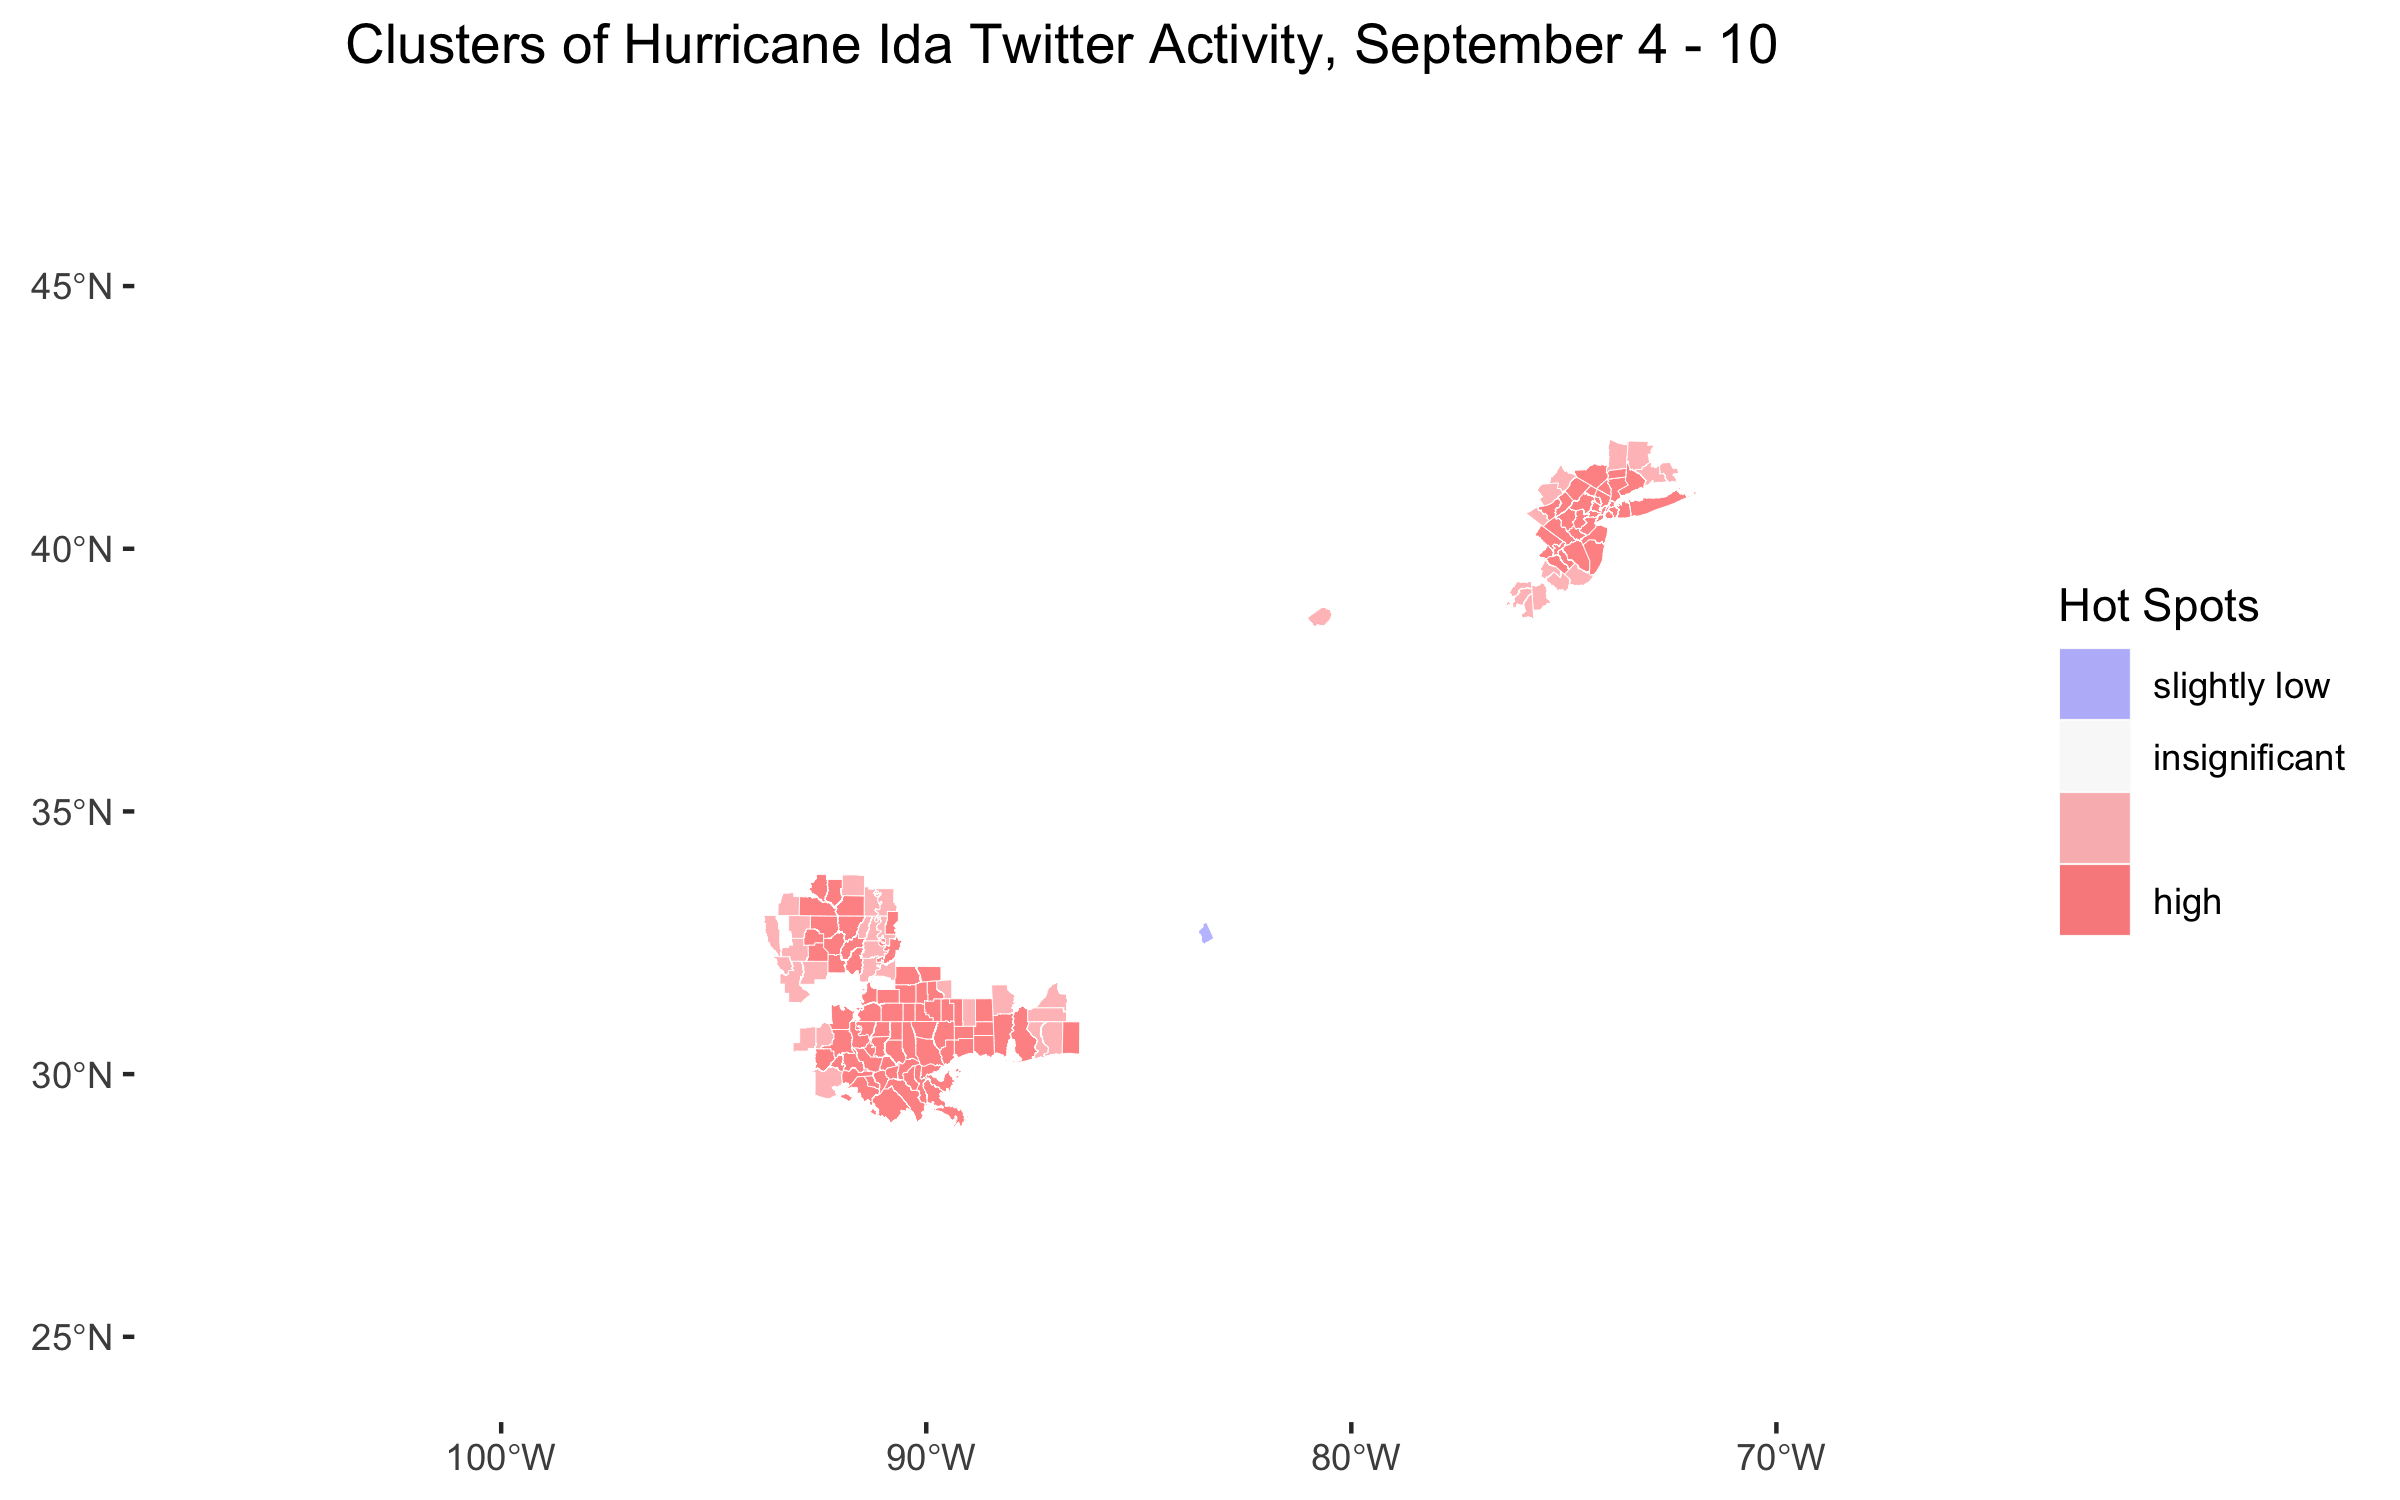 Clusters of Hurricane Ida Twitter Activity, September 4 - 10
45°N
40°N
35°N
30°N
25°N
100°W
90°W
80°W
70°W
Hot Spots
slightly low
insignificant
high